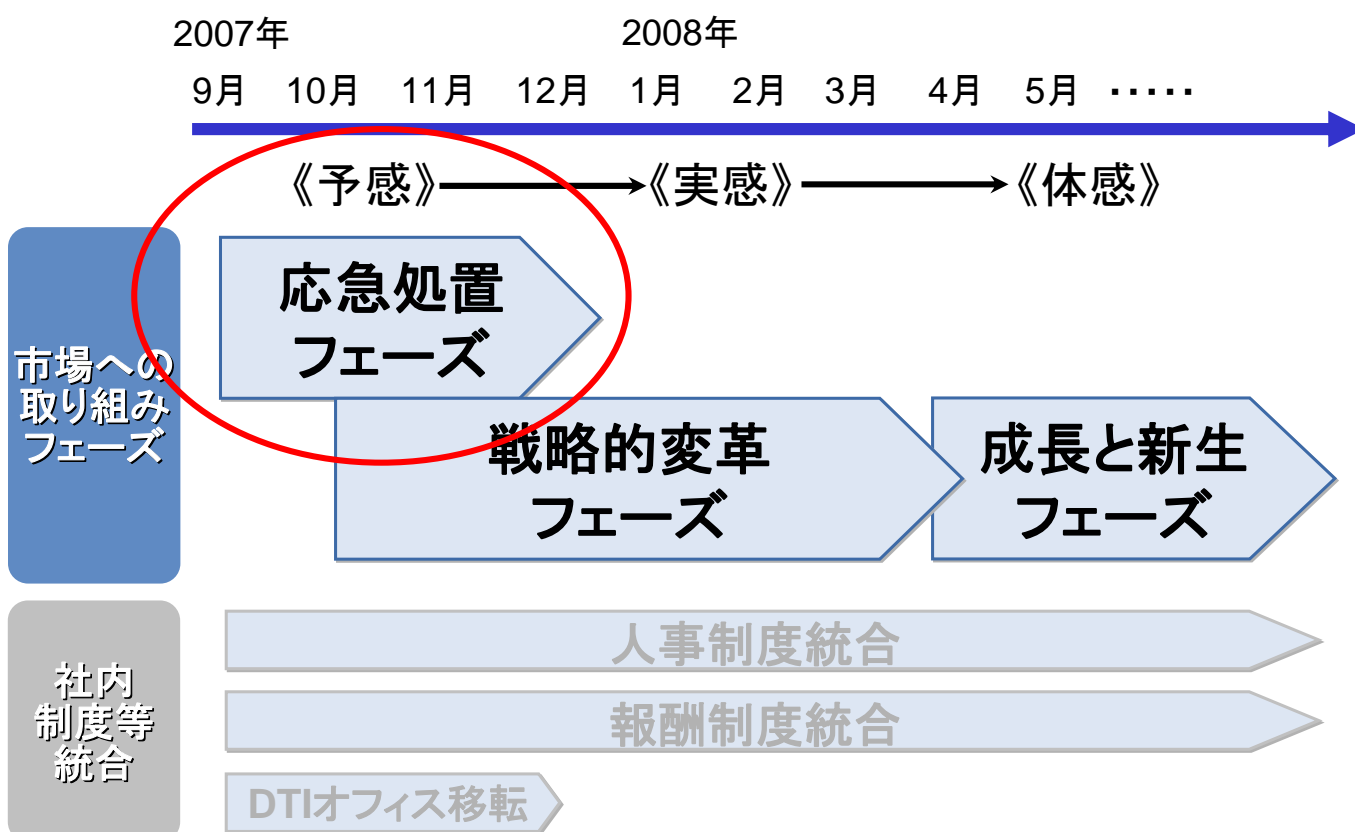 2007年 2008年
9月 10月 11月 12月 1月 2月 3月 4月 5月 ・・・・・
《予感》 《実感》 《体感》
市場への
取り組み
フェーズ
応急処置
フェーズ
戦略的変革
フェーズ
成長と新生
フェーズ
社内
制度等
統合
人事制度統合
報酬制度統合
DTIオフィス移転